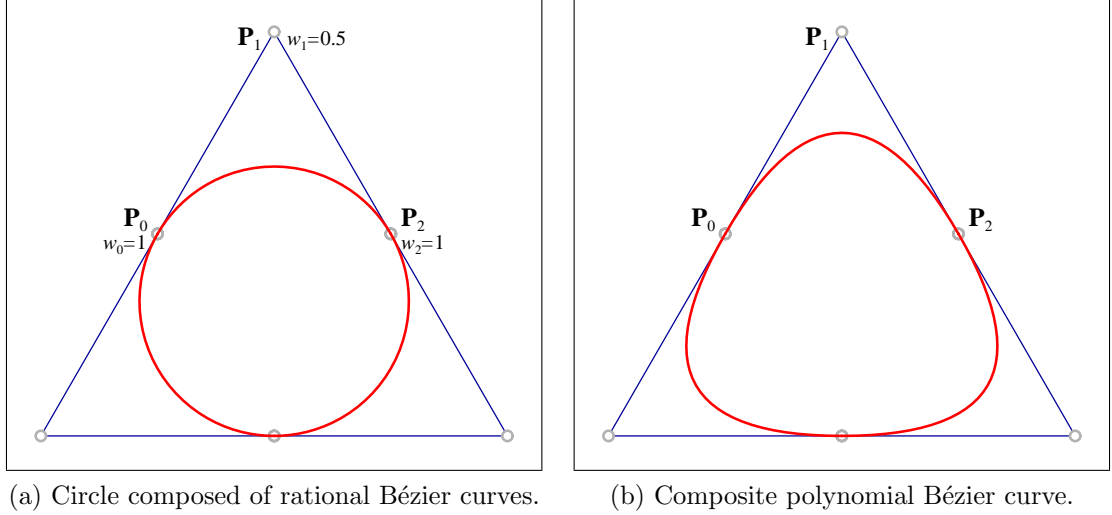 P₁ w₁=0.5
P₀ P₂
w₀=1 w₂=1
(a) Circle composed of rational Bézier curves.
P₁
P₀ P₂
(b) Composite polynomial Bézier curve.